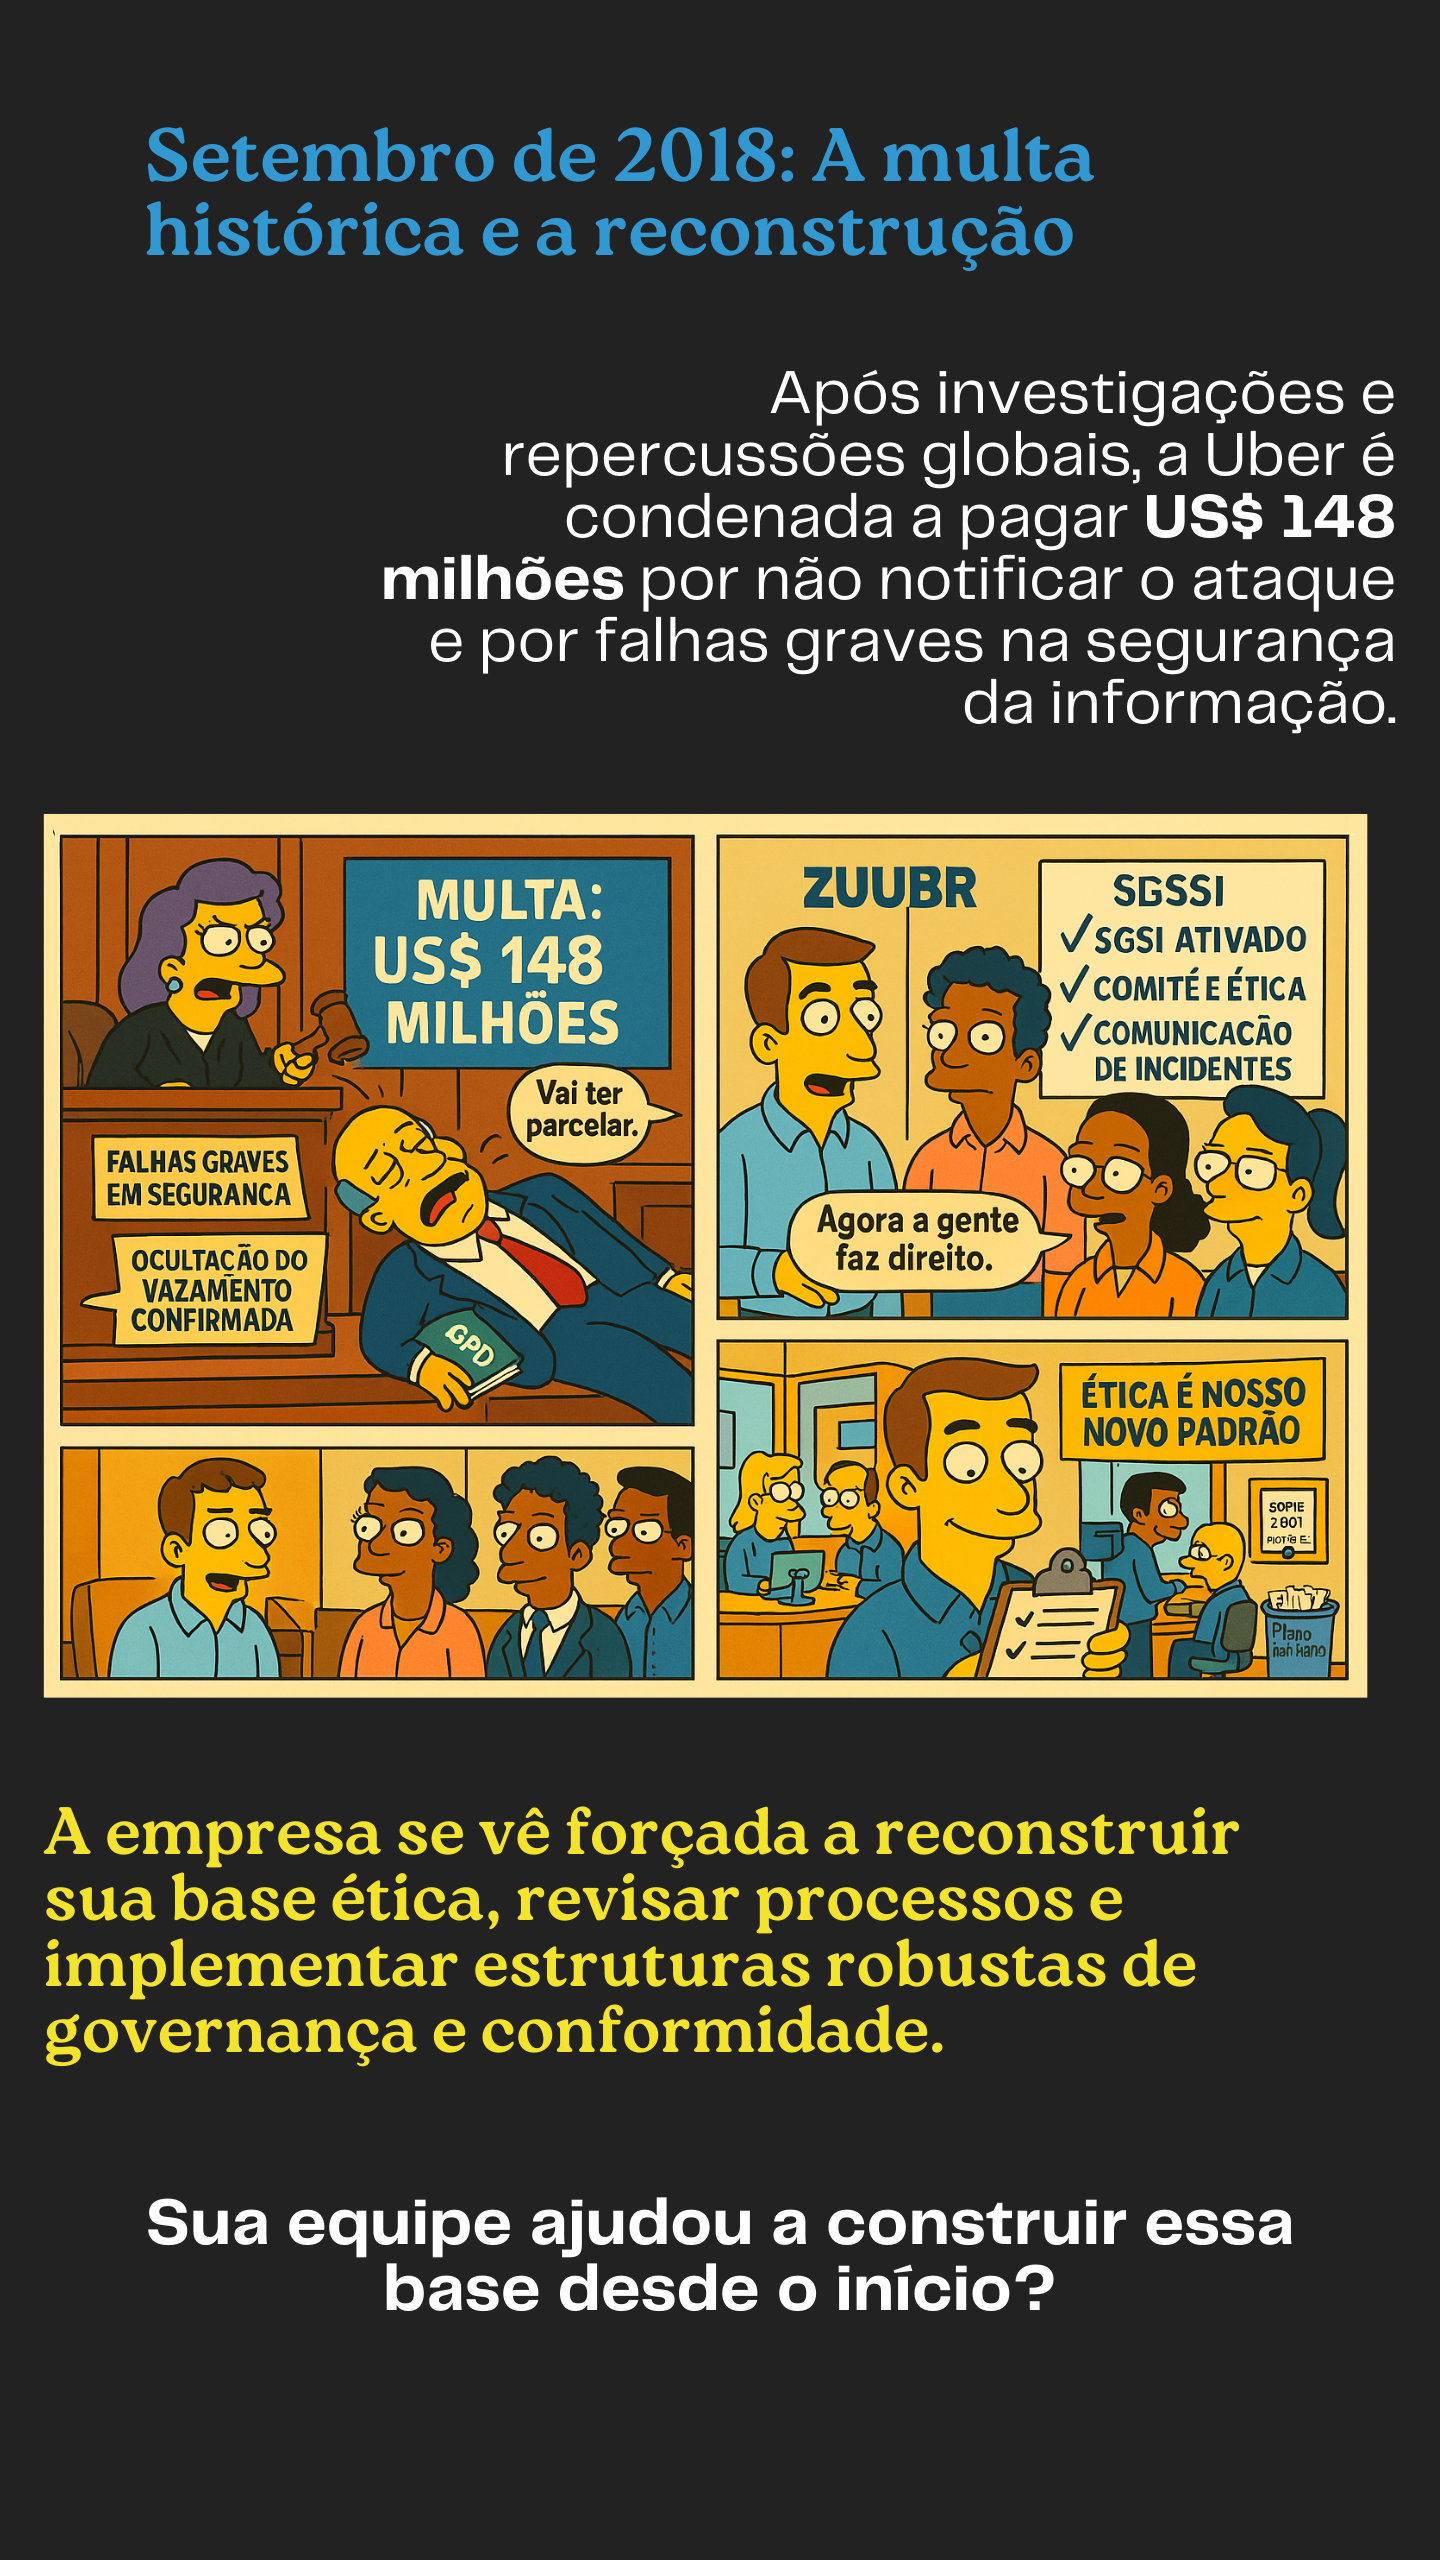 Setembro de 2018: A multa
histórica e a reconstrução
Após investigações e
repercussões globais, a Uber é
condenada a pagar US$ 148
milhões por não notificar o ataque
e por falhas graves na segurança
da informação.
MULTA:
US$ 148
MILHÕES
Vai ter
parcelar.
FALHAS GRAVES
EM SEGURANCA
OCULTAÇÃO DO
VAZAMENTO
CONFIRMADA
GPD
ZUUBR
SGSSI
✓ SGSI ATIVADO
✓ COMITÉ E ÉTICA
✓ COMUNICACÃO
DE INCIDENTES
Agora a gente
faz direito.
ÉTICA É NOSSO
NOVO PADRÃO
SOPIE
2801
Plano
A empresa se vê forçada a reconstruir
sua base ética, revisar processos e
implementar estruturas robustas de
governança e conformidade.
Sua equipe ajudou a construir essa
base desde o início?